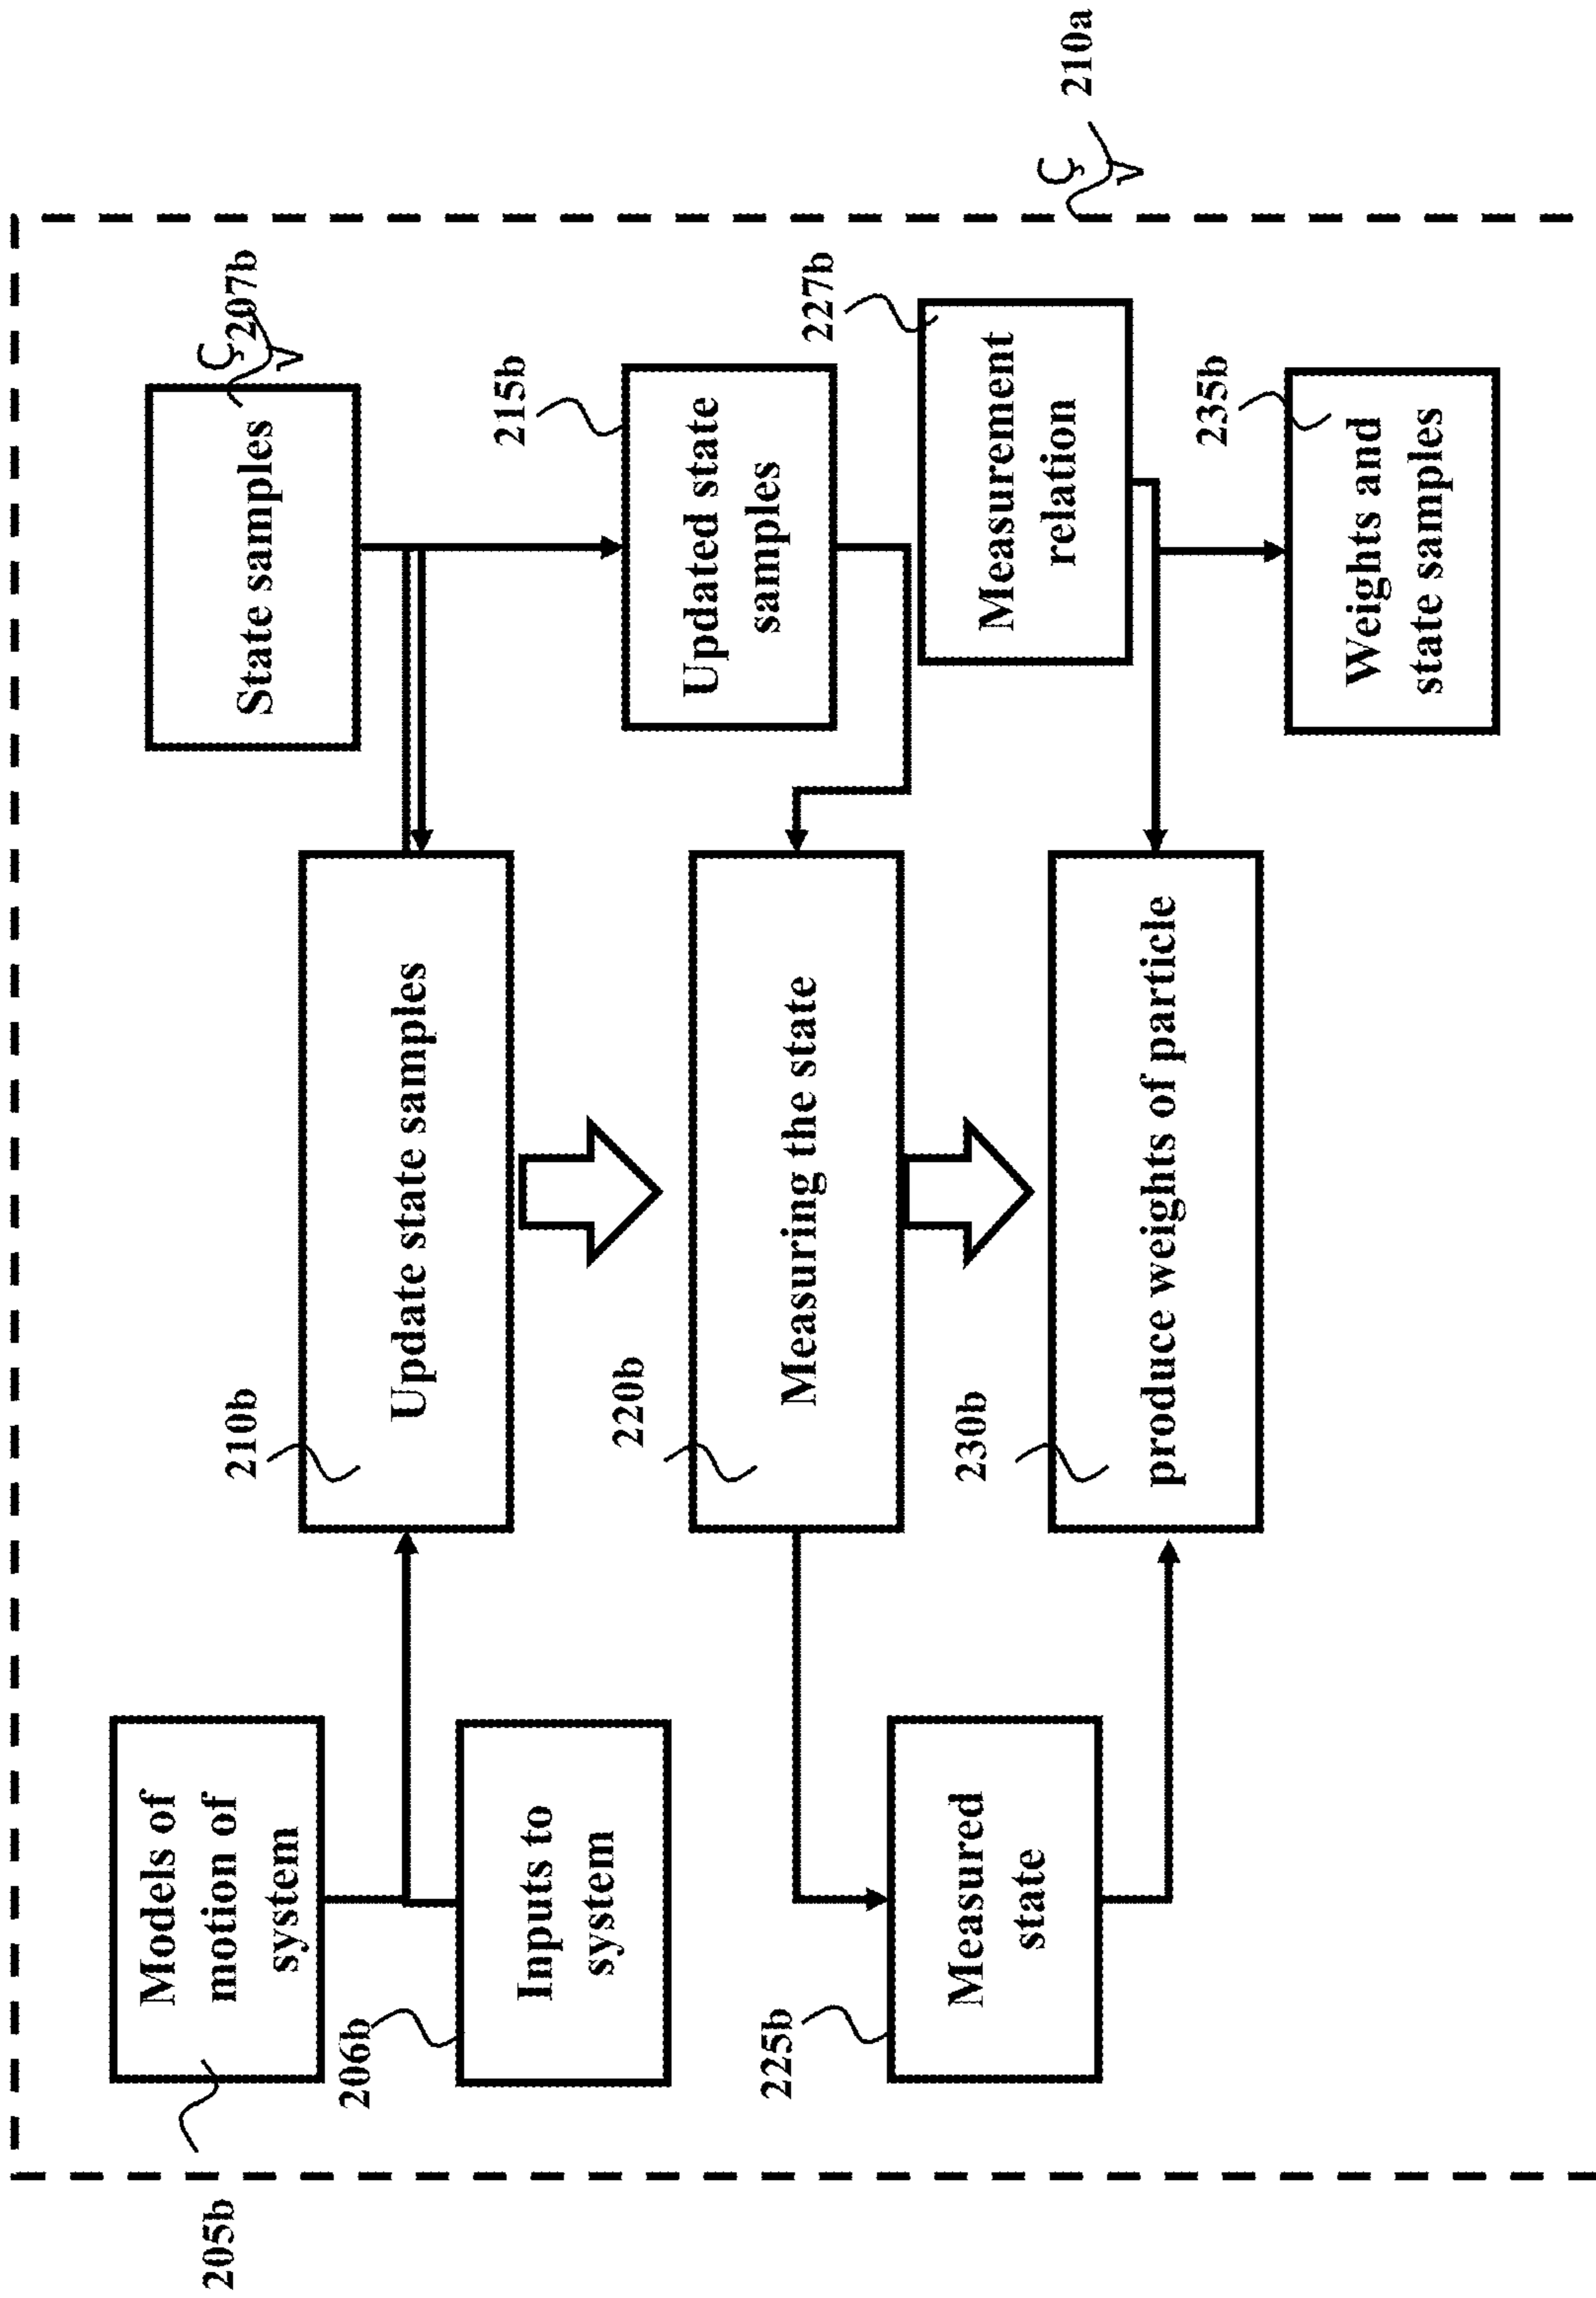 205b
Models of
motion of
system
206b
Inputs to
system
210b
Update state samples
State samples
207b
215b
Updated state
samples
220b
Measuring the state
225b
Measured
state
227b
Measurement
relation
230b
produce weights of particle
235b
Weights and
state samples
210a